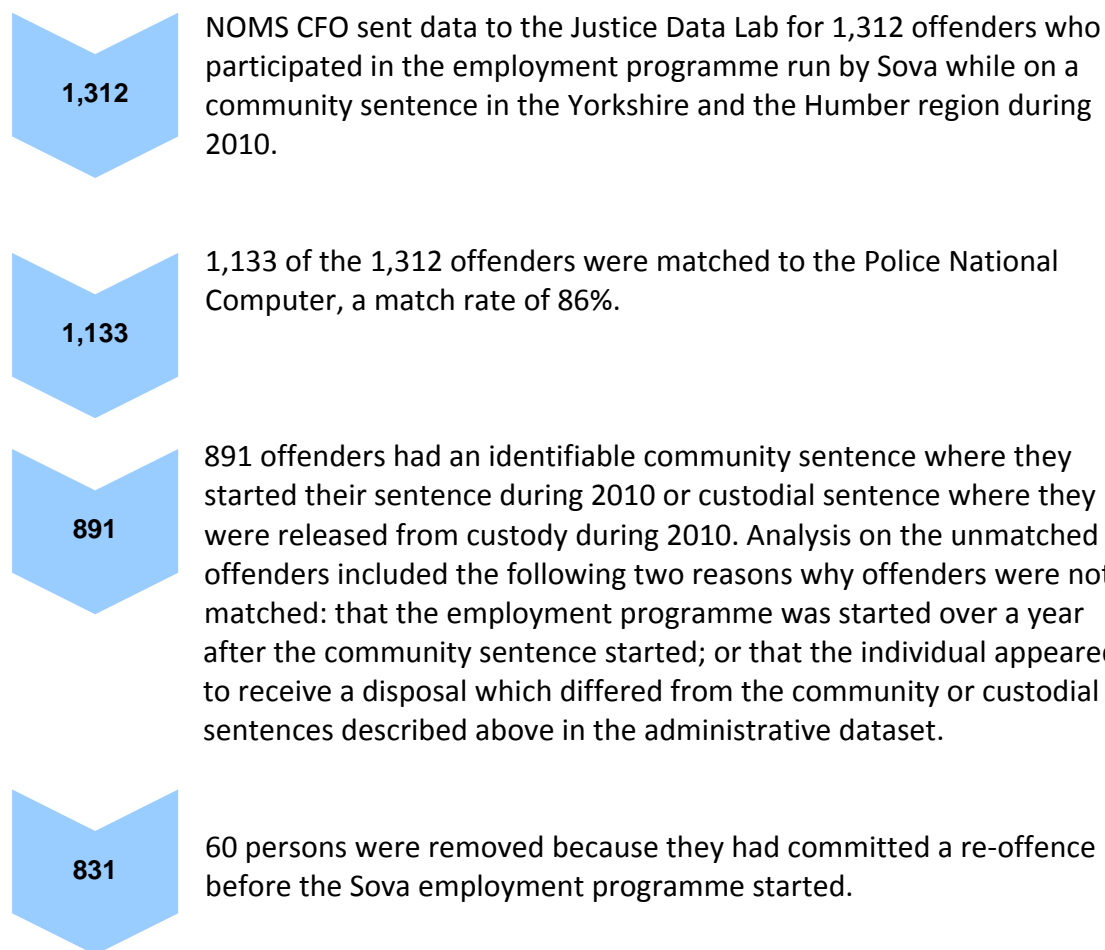 NOMS CFO sent data to the Justice Data Lab for 1,312 offenders who
participated in the employment programme run by Sova while on a
1,312
community sentence in the Yorkshire and the Humber region during
2010.
1,133 of the 1,312 offenders were matched to the Police National
Computer, a match rate of 86%.
1,133
891 offenders had an identifiable community sentence where they
started their sentence during 2010 or custodial sentence where they
891
were released from custody during 2010. Analysis on the unmatched
offenders included the following two reasons why offenders were not
matched: that the employment programme was started over a year
after the community sentence started; or that the individual appeared
to receive a disposal which differed from the community or custodial
sentences described above in the administrative dataset.
60 persons were removed because they had committed a re-offence
831
before the Sova employment programme started.